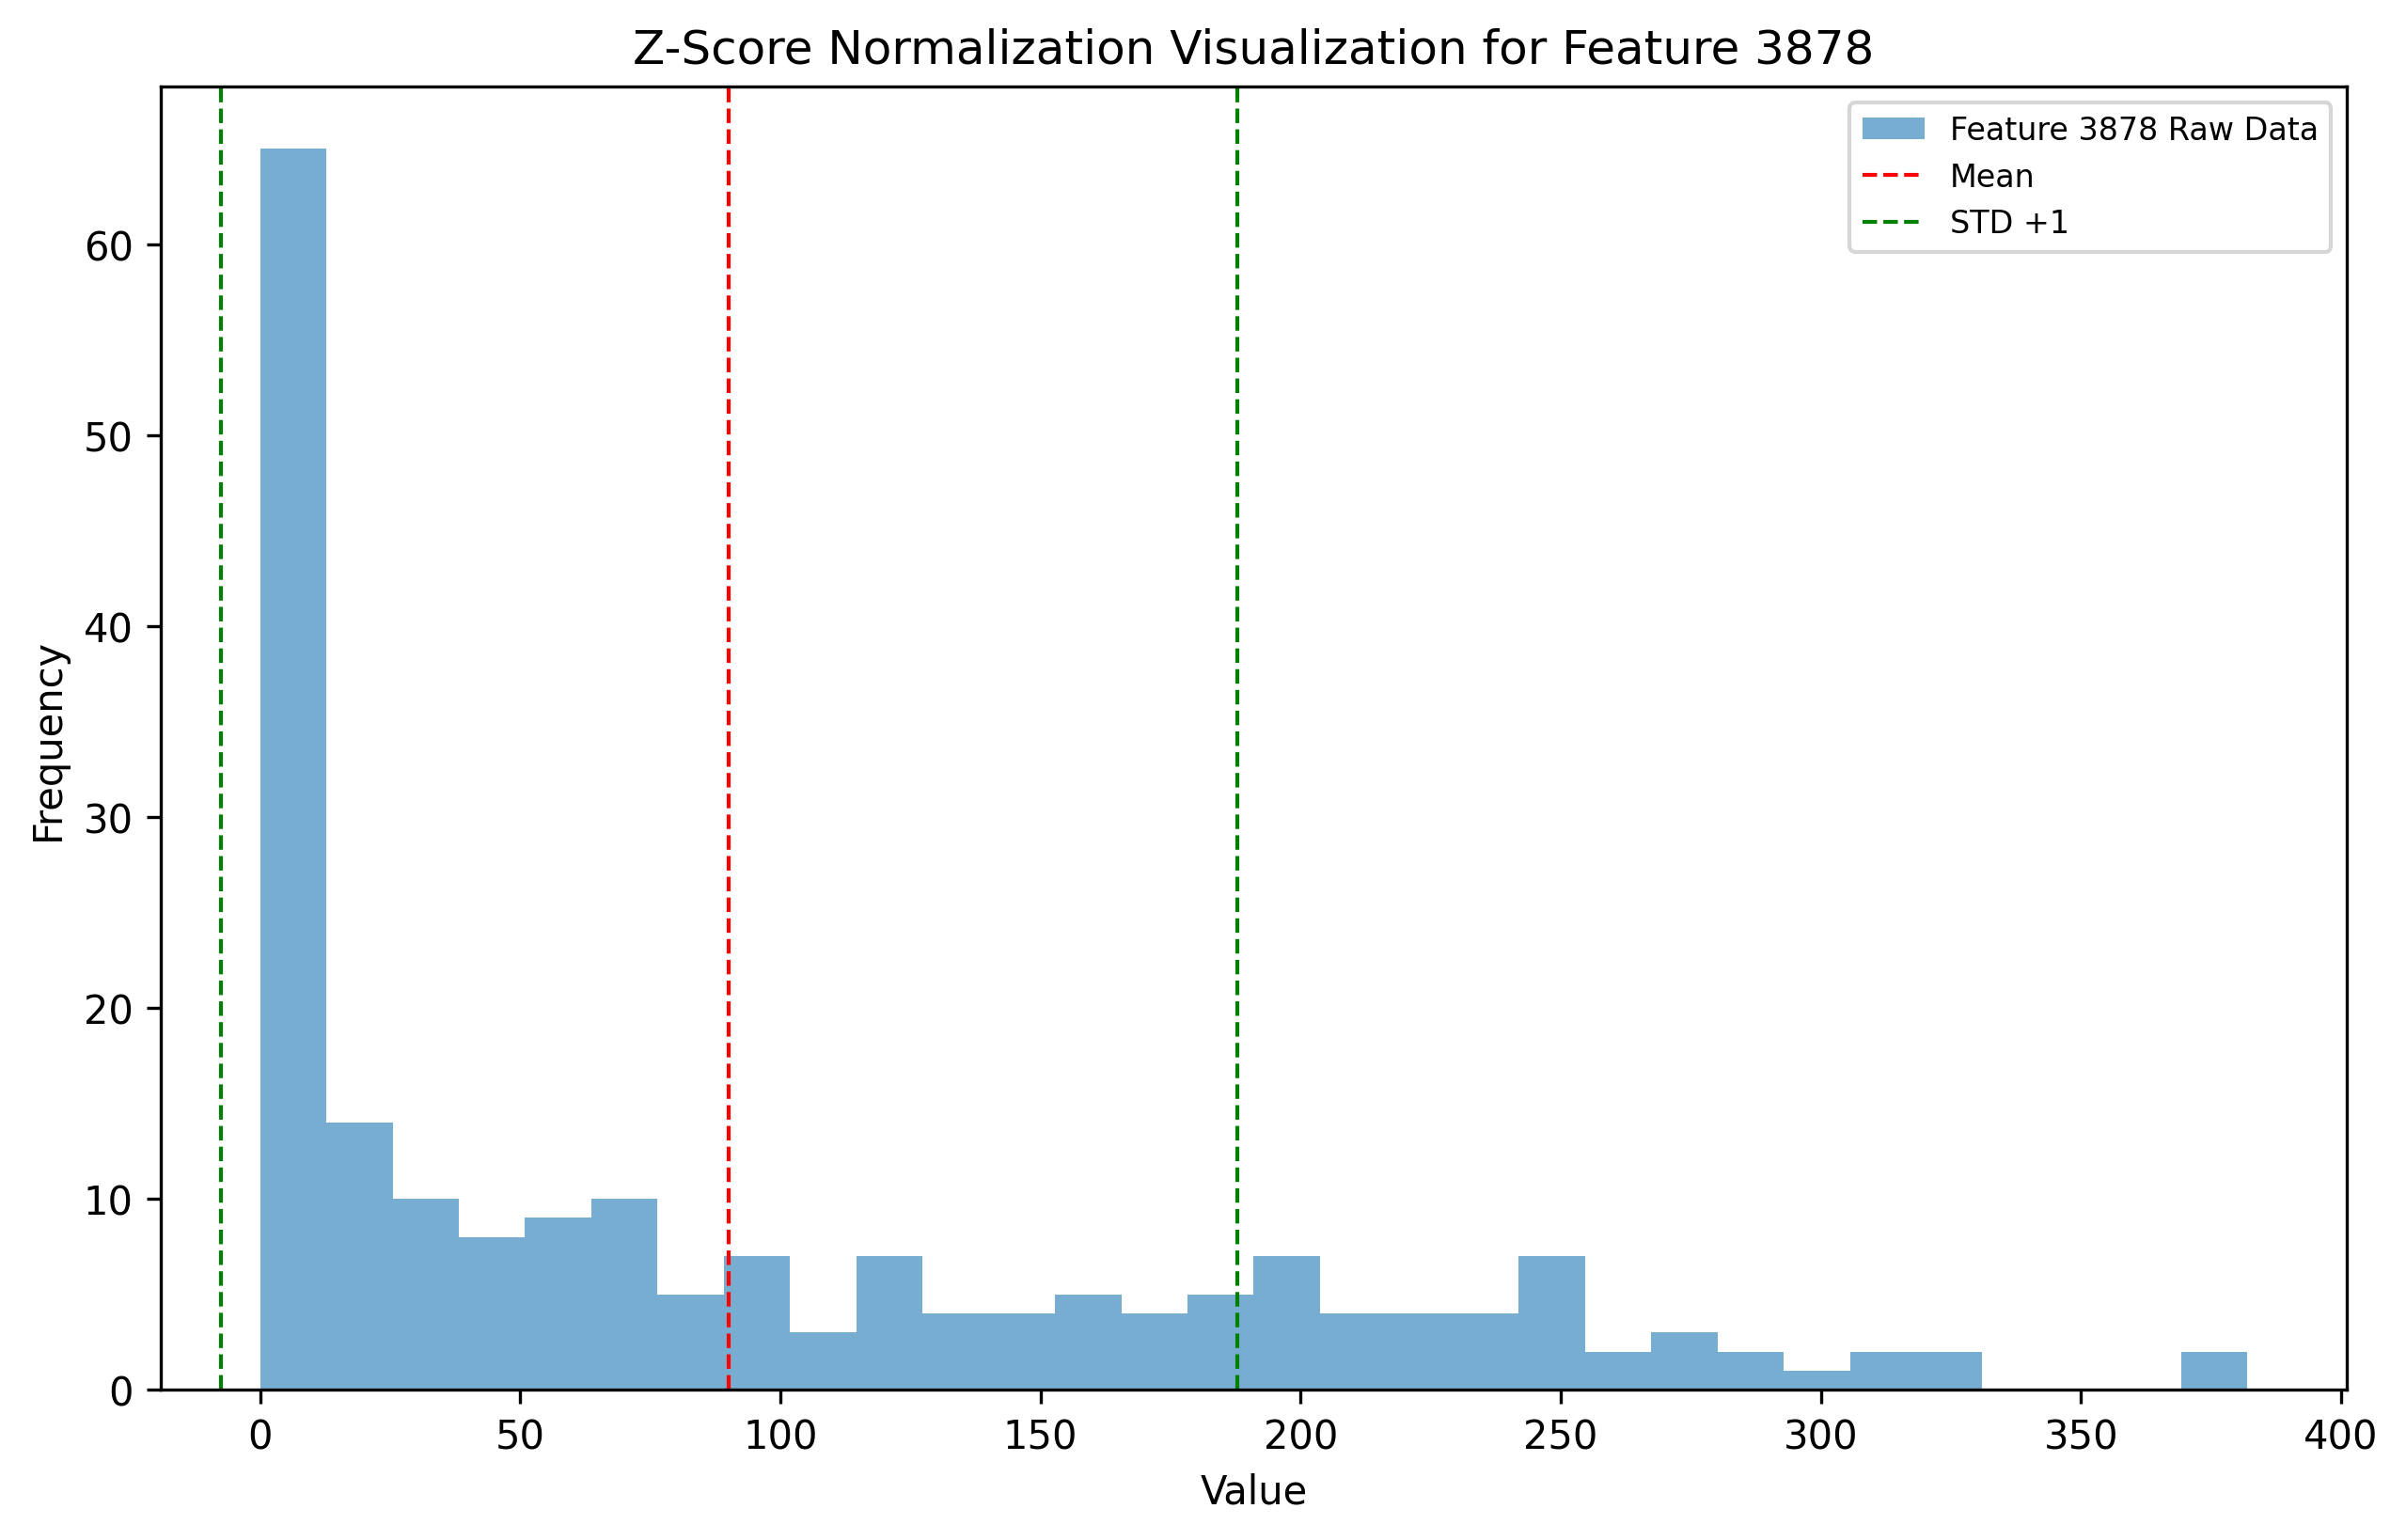 Z-Score Normalization Visualization for Feature 3878
Feature 3878 Raw Data
Mean
STD +1
60
50
40
30
20
10
0
Frequency
0 50 100 150 200 250 300 350 400
Value